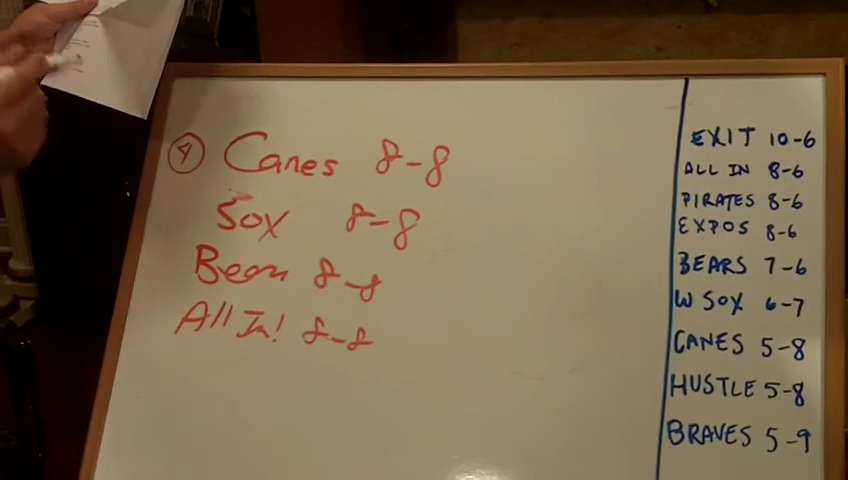 4 Canes 8-8
Sox 8-8
Bears 8-8
All In! 8-8
EXIT 10-6
ALL IN 8-6
PIRATES 8-6
EXPOS 8-6
BEARS 7-6
W SOX 6-7
CANES 5-8
HUSTLE 5-8
BRAVES 5-9